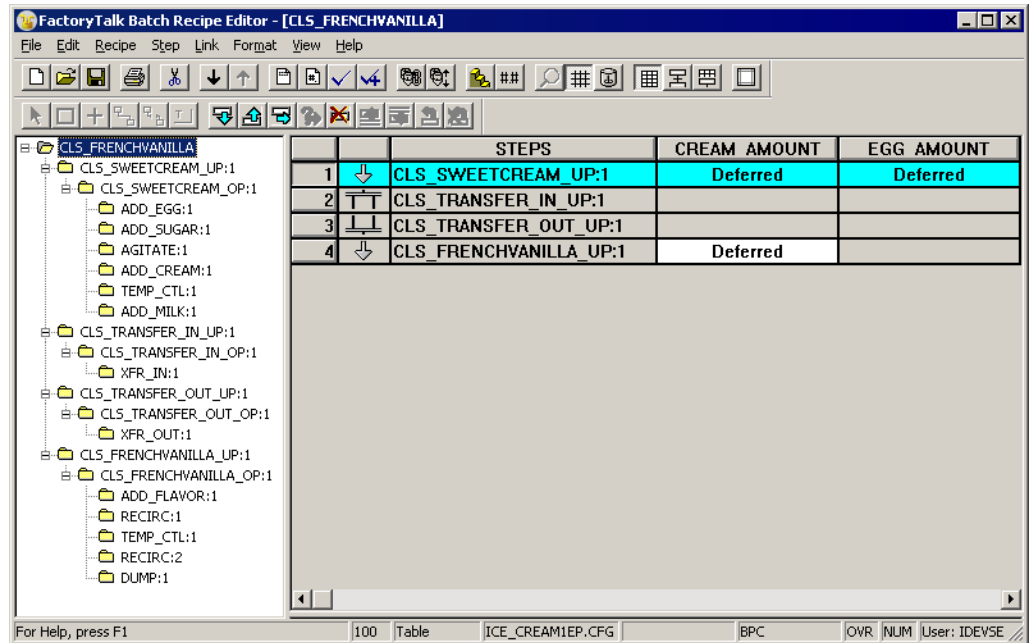 FactoryTalk Batch Recipe Editor - [CLS_FRENCHVANILLA]
File Edit Recipe Step Link Format View Help
##
CLS_FRENCHVANILLA
CLS_SWEETCREAM_UP:1
CLS_SWEETCREAM_OP:1
ADD_EGG:1
ADD_SUGAR:1
AGITATE:1
ADD_CREAM:1
TEMP_CTL:1
ADD_MILK:1
CLS_TRANSFER_IN_UP:1
CLS_TRANSFER_IN_OP:1
XFR_IN:1
CLS_TRANSFER_OUT_UP:1
CLS_TRANSFER_OUT_OP:1
XFR_OUT:1
CLS_FRENCHVANILLA_UP:1
CLS_FRENCHVANILLA_OP:1
ADD_FLAVOR:1
RECIRC:1
TEMP_CTL:1
RECIRC:2
DUMP:1
STEPS CREAM_AMOUNT EGG_AMOUNT
1 CLS_SWEETCREAM_UP:1 Deferred Deferred
2 CLS_TRANSFER_IN_UP:1
3 CLS_TRANSFER_OUT_UP:1
4 CLS_FRENCHVANILLA_UP:1 Deferred
For Help, press F1 100 Table ICE_CREAM1EP.CFG BPC OVR NUM User: IDEVSE